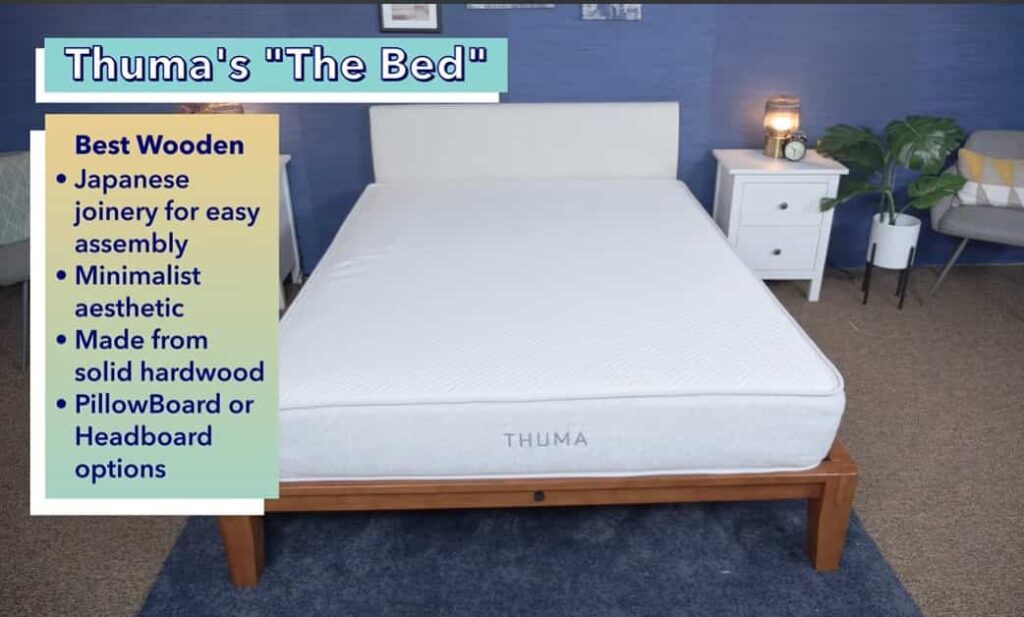 Thuma's "The Bed"
Best Wooden
• Japanese
joinery for easy
assembly
• Minimalist
aesthetic
• Made from
solid hardwood
• PillowBoard or
Headboard
options
THUMA